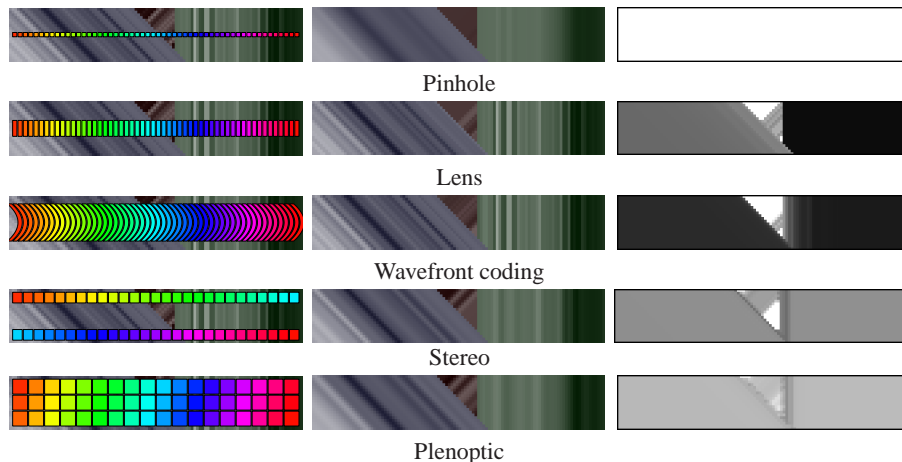 Pinhole
Lens
Wavefront coding
Stereo
Plenoptic